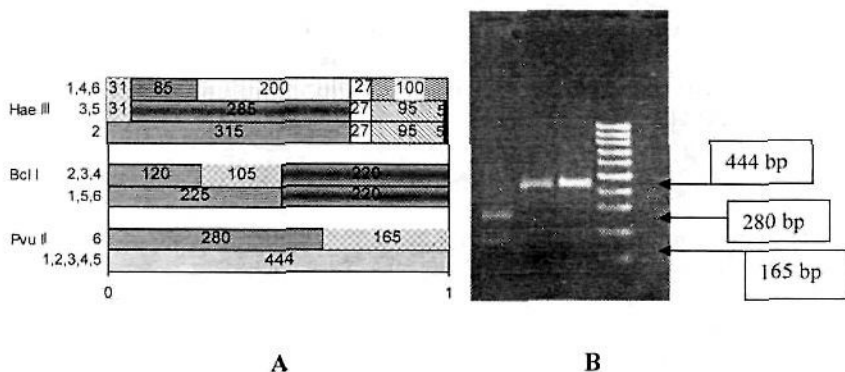 1,4,6 31 85 200 27 100
Hae III 3,5 31 285 27 95 5
2 315 27 95 5
Bcl I 2,3,4 120 105 220
1,5,6 225 220
Pvu II 6 280 165
1,2,3,4,5 444
0 1
444 bp
280 bp
165 bp
A B